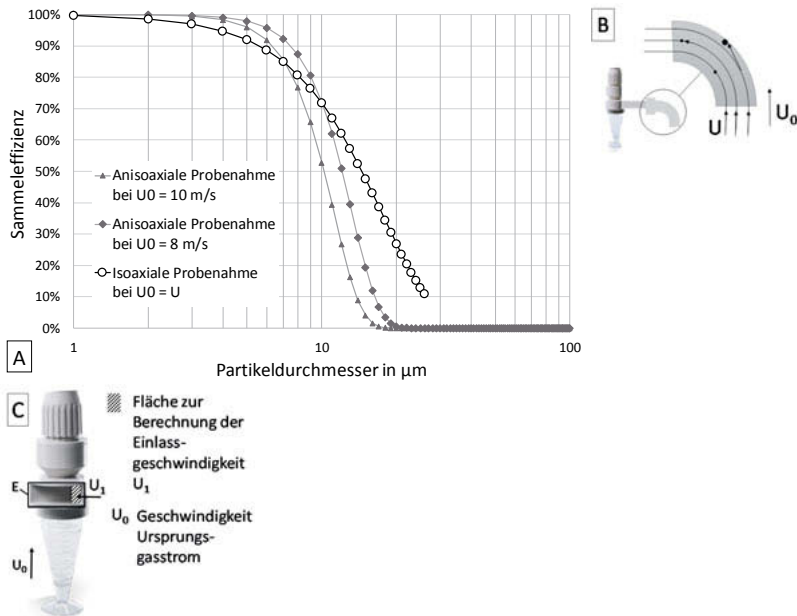 100%
90%
80%
70%
60%
50%
40%
30%
20%
10%
0%
Sammeleffizienz
Anisoaxiale Probenahme
bei U0 = 10 m/s
Anisoaxiale Probenahme
bei U0 = 8 m/s
Isoaxiale Probenahme
bei U0 = U
1
10
100
Partikeldurchmesser in µm
A
B
U
U0
C
Fläche zur
Berechnung der
Einlass-
geschwindigkeit
U1
E
U1
U0 Geschwindigkeit
Ursprungs-
gasstrom
U0